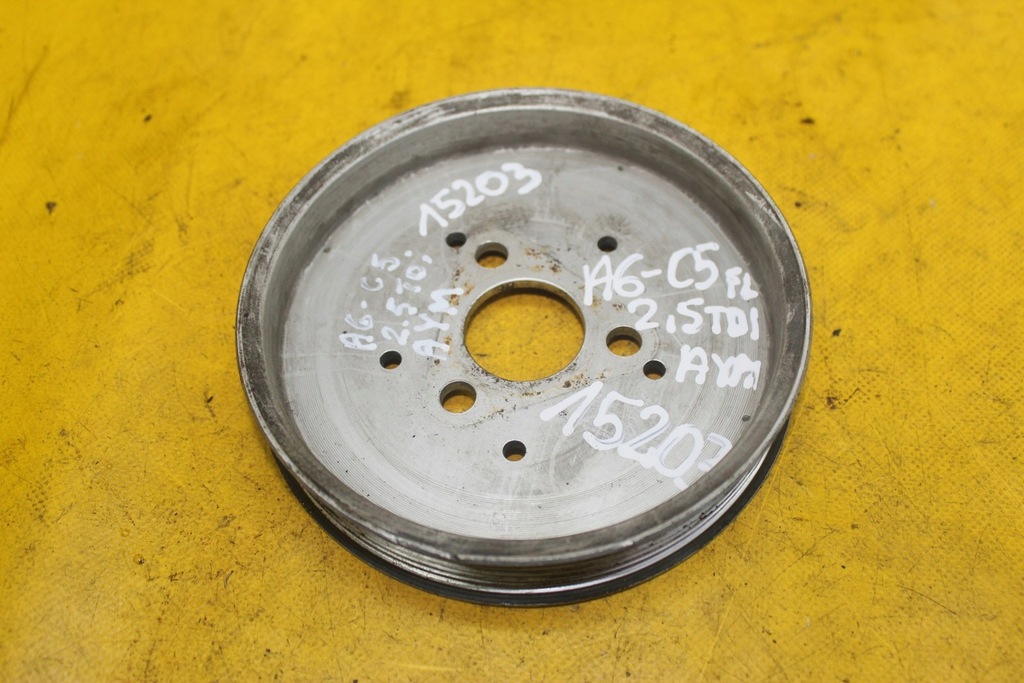 15203
A6-C5
2.5TDi
AYM
A6-C5 FL
2.5TDI
AYM
15203